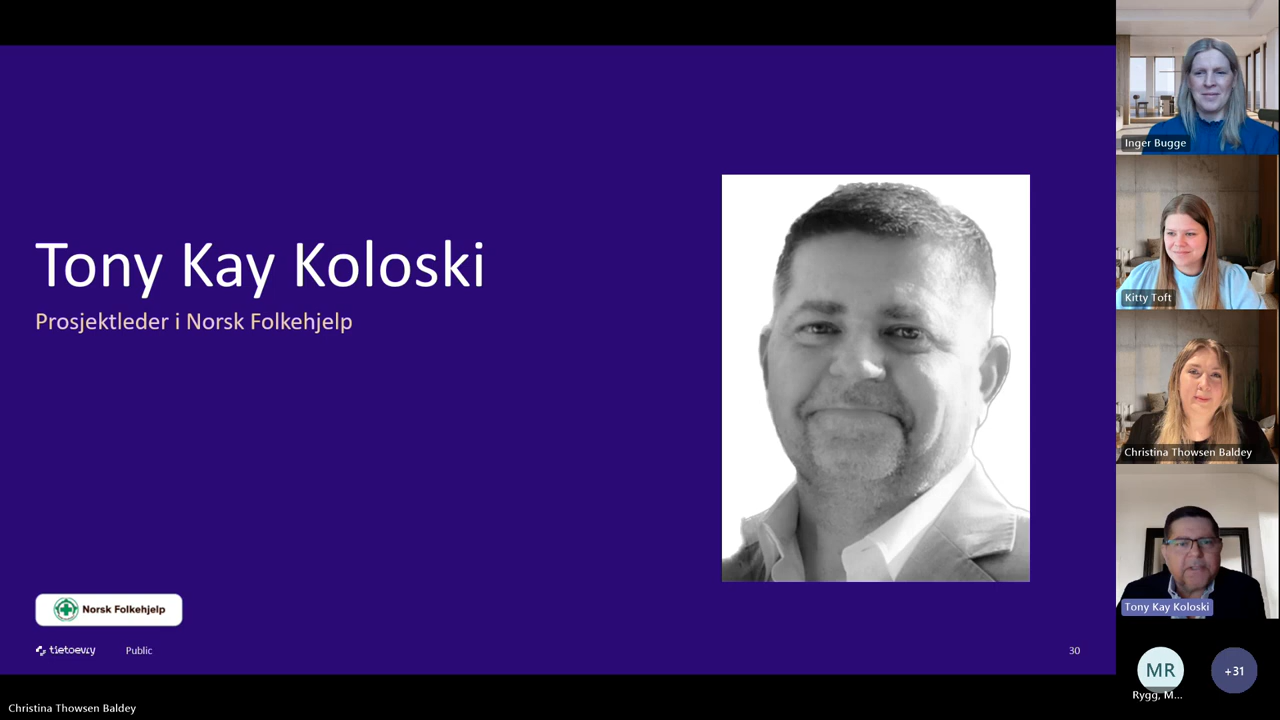 Tony Kay Koloski
Prosjektleder i Norsk Folkehjelp
Norsk Folkehjelp
tietoevry
Public
30
Christina Thowsen Baldey
Inger Bugge
Kitty Toft
Christina Thowsen Baldey
Tony Kay Koloski
MR
Rygg, M...
+31